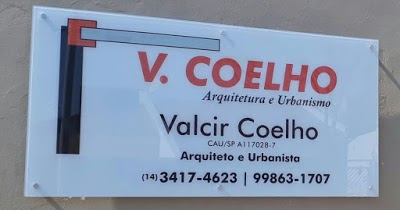 V. COELHO
Arquitetura e Urbanismo
Valcir Coelho
CAU/SP A117028-7
Arquiteto e Urbanista
(14) 3417-4623 | 99863-1707